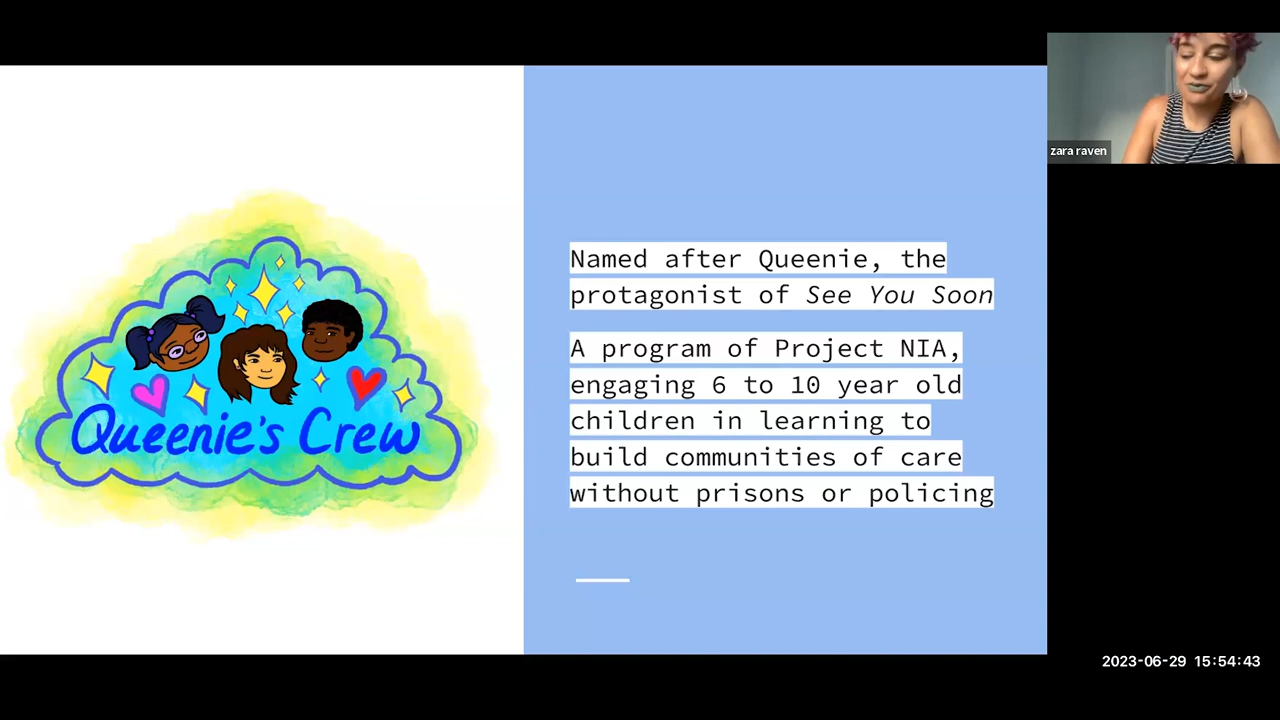 Queenie's Crew
Named after Queenie, the
protagonist of See You Soon
A program of Project NIA,
engaging 6 to 10 year old
children in learning to
build communities of care
without prisons or policing
zara raven
2023-06-29 15:54:43